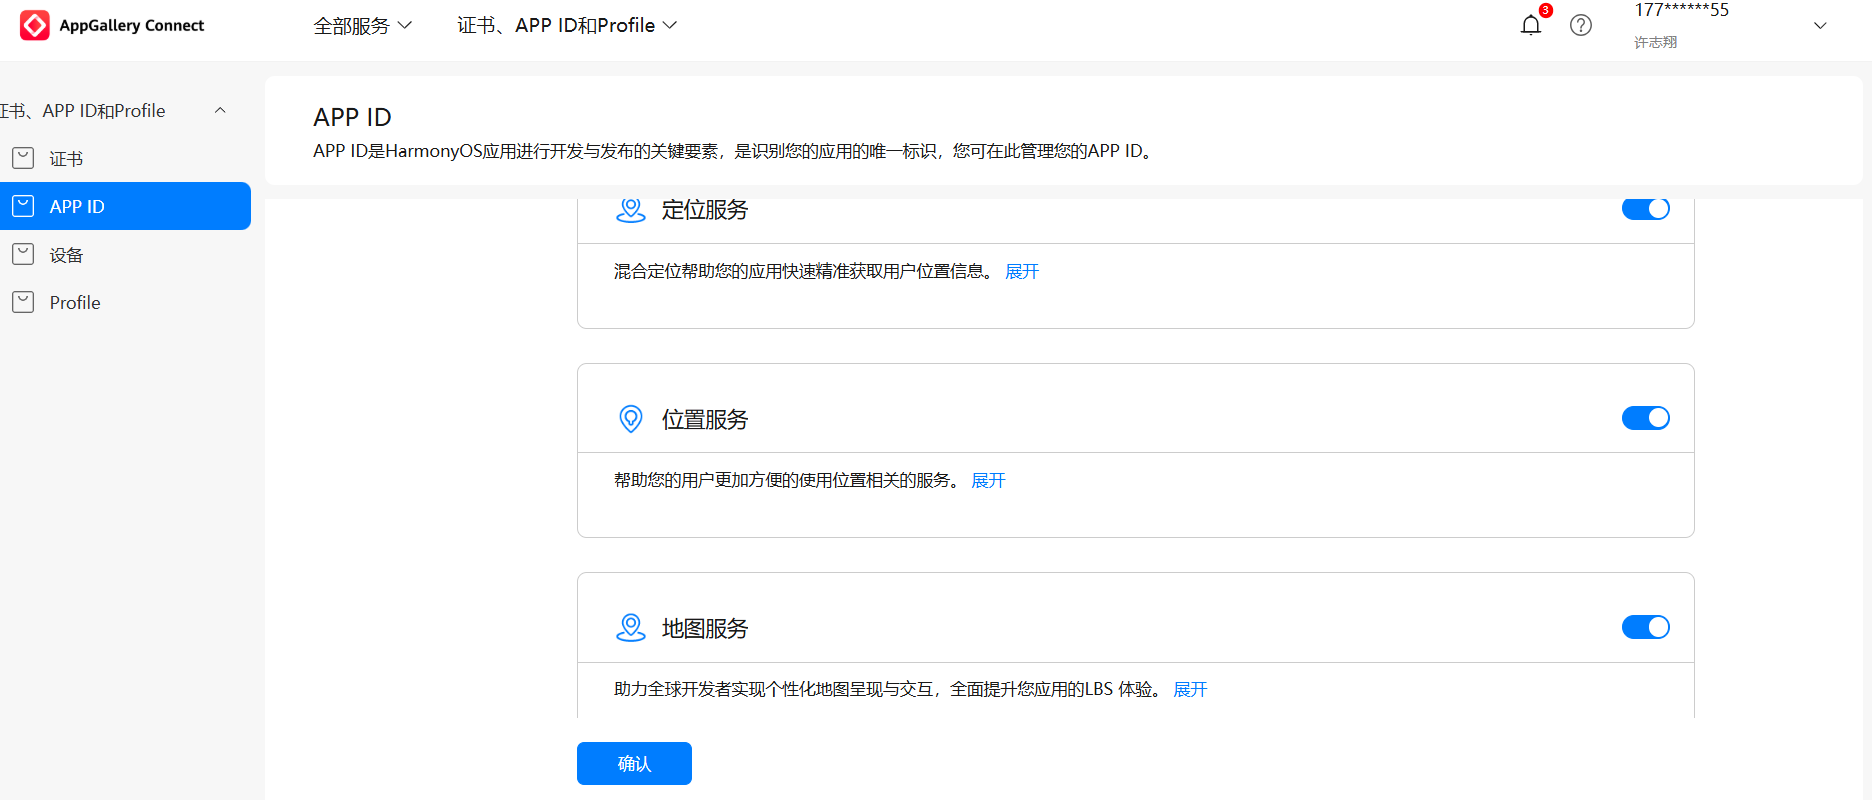 AppGallery Connect
全部服务
证书、APP ID和Profile
3
177******55
许志翔
证书、APP ID和Profile
证书
APP ID
设备
Profile
APP ID
APP ID是HarmonyOS应用进行开发与发布的关键要素，是识别您的应用的唯一标识，您可在此管理您的APP ID。
定位服务
混合定位帮助您的应用快速精准获取用户位置信息。 展开
位置服务
帮助您的用户更加方便的使用位置相关的服务。 展开
地图服务
助力全球开发者实现个性化地图呈现与交互，全面提升您应用的LBS 体验。 展开
确认